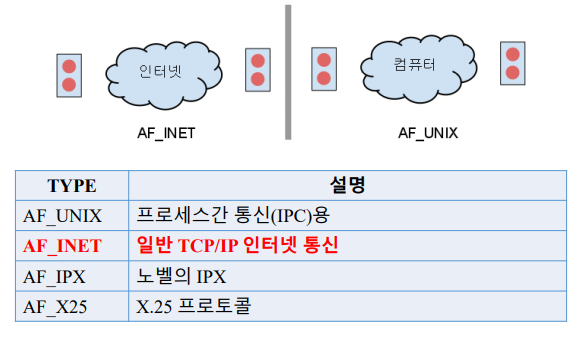 인터넷
컴퓨터
AF_INET
AF_UNIX
TYPE 설명
AF_UNIX 프로세스간 통신(IPC)용
AF_INET 일반 TCP/IP 인터넷 통신
AF_IPX 노벨의 IPX
AF_X25 X.25 프로토콜